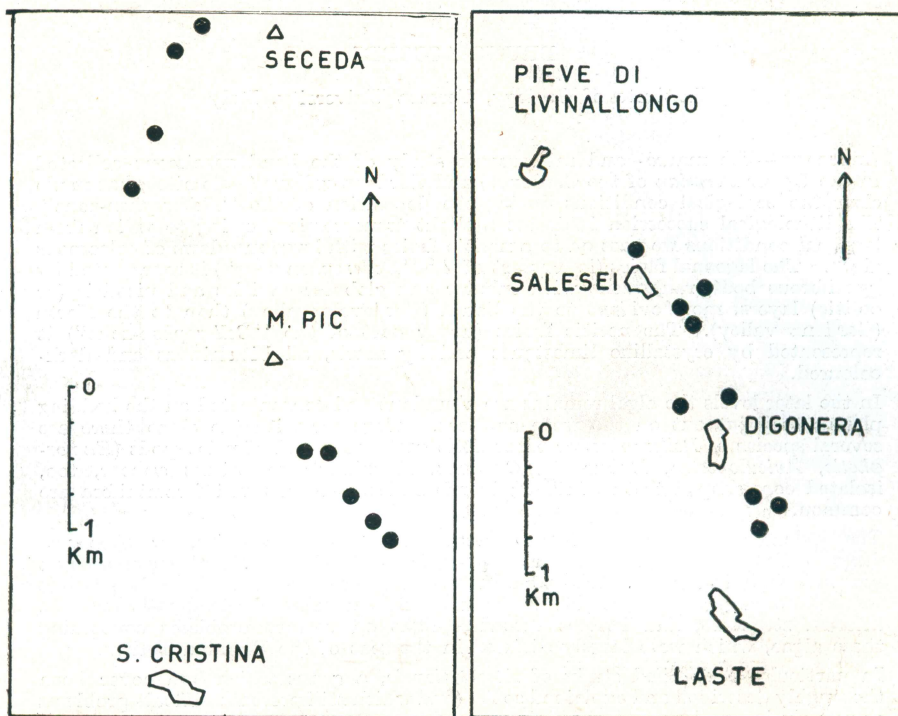 SECEDA
N
M. PIC
0
1
Km
S. CRISTINA
PIEVE DI
LIVINALLONGO
N
SALESEI
DIGONERA
0
1
Km
LASTE